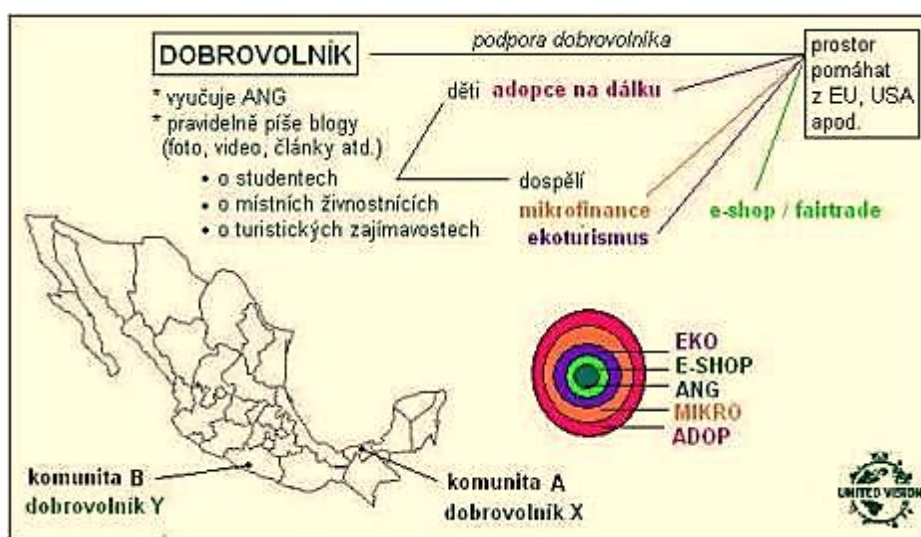 DOBROVOLNÍK
podpora dobrovolníka
prostor
pomáhat
z EU, USA
apod.
* vyučuje ANG
* pravidelně píše blogy
(foto, video, články atd.)
• o studentech
• o místních živnostnících
• o turistických zajímavostech
děti adopce na dálku
dospělí
mikrofinance
ekoturismus
e-shop / fairtrade
EKO
E-SHOP
ANG
MIKRO
ADOP
komunita B
dobrovolník Y
komunita A
dobrovolník X
UNITED VISION